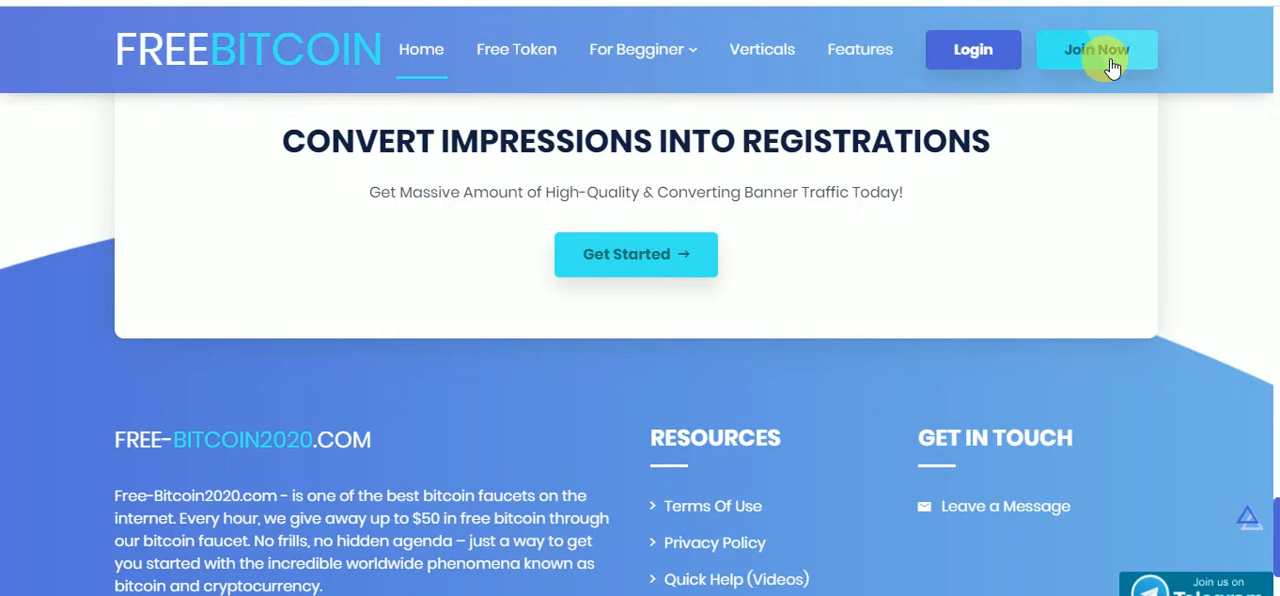 FREEBITCOIN Home Free Token For Begginer Verticals Features Login Join Now
CONVERT IMPRESSIONS INTO REGISTRATIONS
Get Massive Amount of High-Quality & Converting Banner Traffic Today!
Get Started →
FREE-BITCOIN2020.COM
Free-Bitcoin2020.com - is one of the best bitcoin faucets on the
internet. Every hour, we give away up to $50 in free bitcoin through
our bitcoin faucet. No frills, no hidden agenda – just a way to get
you started with the incredible worldwide phenomena known as
bitcoin and cryptocurrency.
RESOURCES
Terms Of Use
Privacy Policy
Quick Help (Videos)
GET IN TOUCH
Leave a Message
Join us on
Telegram